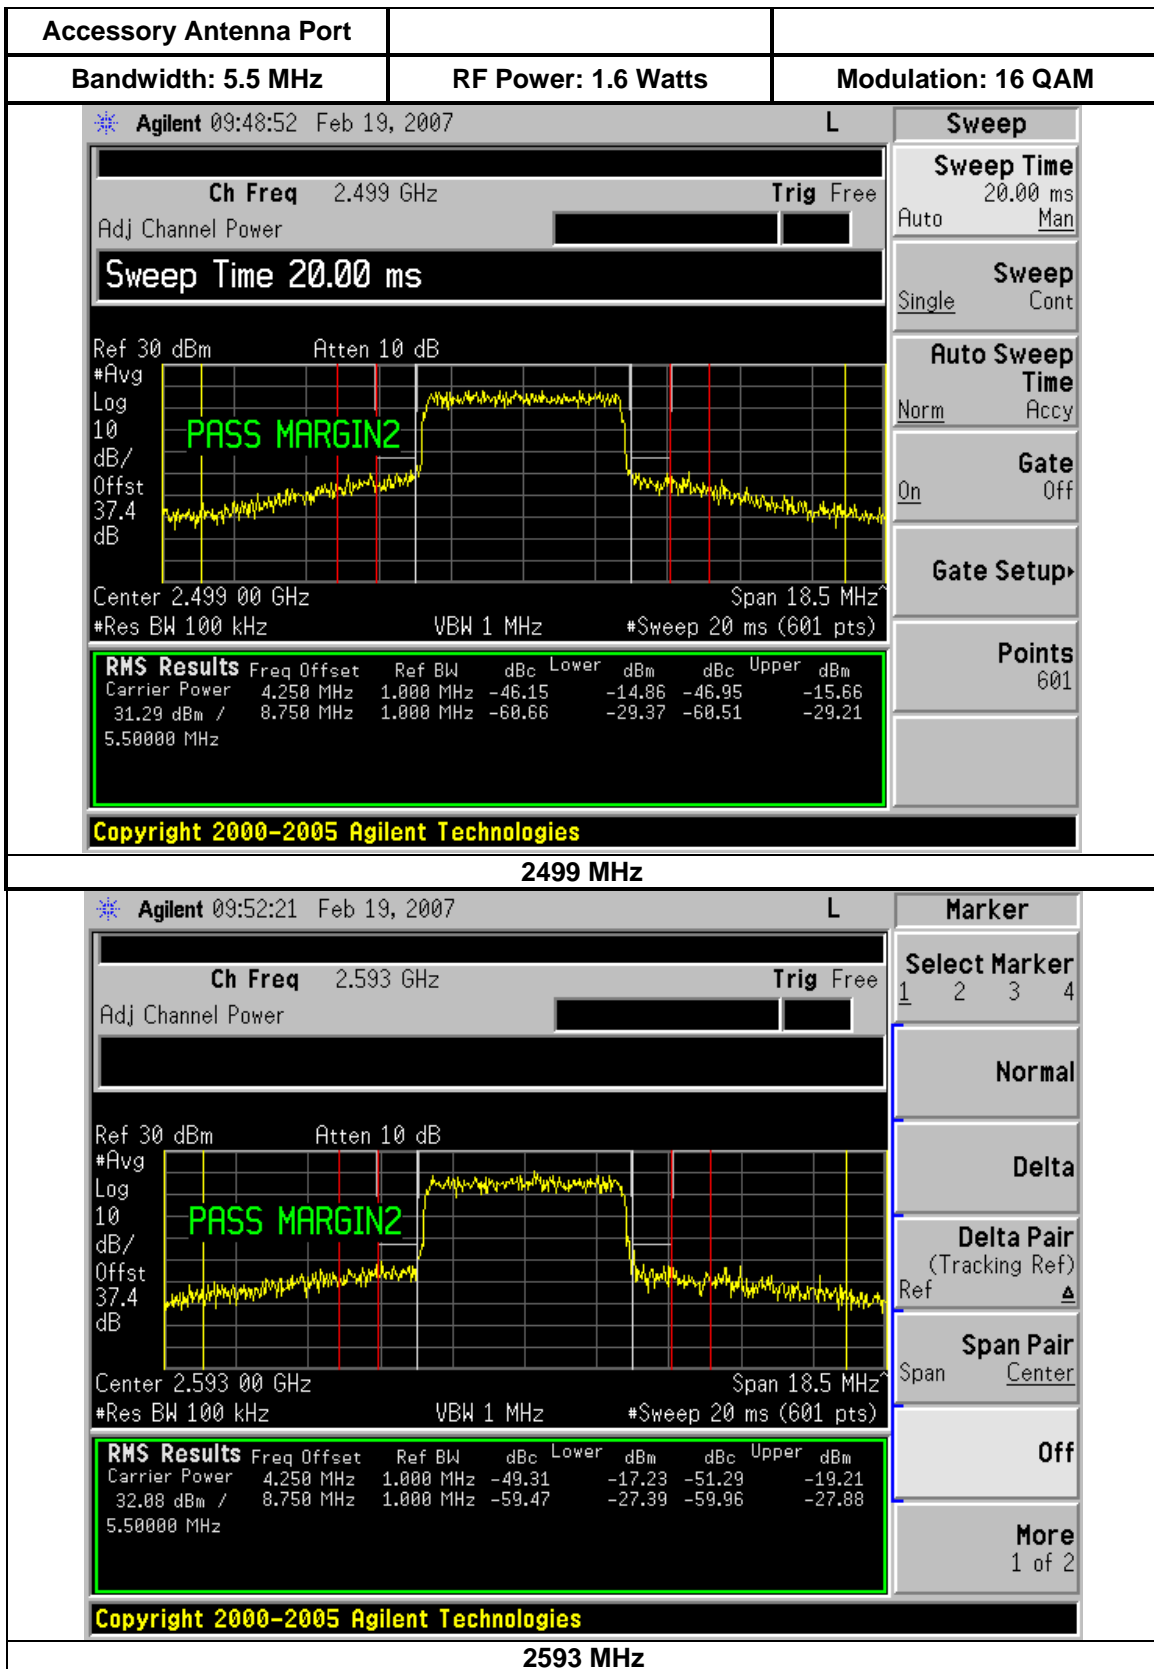 Accessory Antenna Port
Bandwidth: 5.5 MHz RF Power: 1.6 Watts Modulation: 16 QAM
Agilent 09:48:52 Feb 19, 2007 L Sweep
Ch Freq 2.499 GHz Trig Free
Adj Channel Power
Sweep Time 20.00 ms
Ref 30 dBm Atten 10 dB
#Avg
Log
10
dB/
Offst
37.4
dB
PASS MARGIN2
Center 2.499 00 GHz Span 18.5 MHz^
#Res BW 100 kHz VBW 1 MHz #Sweep 20 ms (601 pts)
RMS Results Freq Offset Ref BW dBc Lower dBm dBc Upper dBm
Carrier Power 4.250 MHz 1.000 MHz -46.15 -14.86 -46.95 -15.66
31.29 dBm / 8.750 MHz 1.000 MHz -60.66 -29.37 -60.51 -29.21
5.50000 MHz
Copyright 2000-2005 Agilent Technologies
Sweep Time
20.00 ms
Auto Man
Sweep
Single Cont
Auto Sweep
Time
Norm Accy
Gate
On Off
Gate Setup▸
Points
601
2499 MHz
Agilent 09:52:21 Feb 19, 2007 L Marker
Ch Freq 2.593 GHz Trig Free
Adj Channel Power
Ref 30 dBm Atten 10 dB
#Avg
Log
10
dB/
Offst
37.4
dB
PASS MARGIN2
Center 2.593 00 GHz Span 18.5 MHz^
#Res BW 100 kHz VBW 1 MHz #Sweep 20 ms (601 pts)
RMS Results Freq Offset Ref BW dBc Lower dBm dBc Upper dBm
Carrier Power 4.250 MHz 1.000 MHz -49.31 -17.23 -51.29 -19.21
32.08 dBm / 8.750 MHz 1.000 MHz -59.47 -27.39 -59.96 -27.88
5.50000 MHz
Copyright 2000-2005 Agilent Technologies
Select Marker
1 2 3 4
Normal
Delta
Delta Pair
(Tracking Ref)
Ref Δ
Span Pair
Span Center
Off
More
1 of 2
2593 MHz